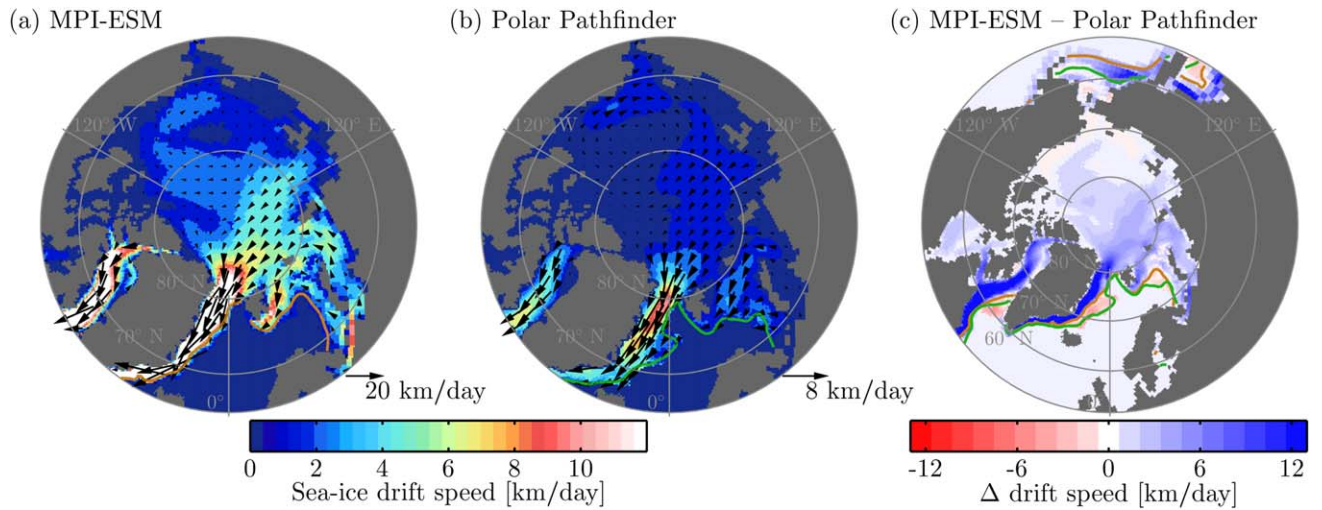 (a) MPI-ESM
(b) Polar Pathfinder
(c) MPI-ESM – Polar Pathfinder
120° W
120° E
80° N
70° N
0°
20 km/day
120° W
120° E
80° N
70° N
0°
8 km/day
120° W
120° E
80° N
70° N
60° N
0 2 4 6 8 10
Sea-ice drift speed [km/day]
-12 -6 0 6 12
Δ drift speed [km/day]